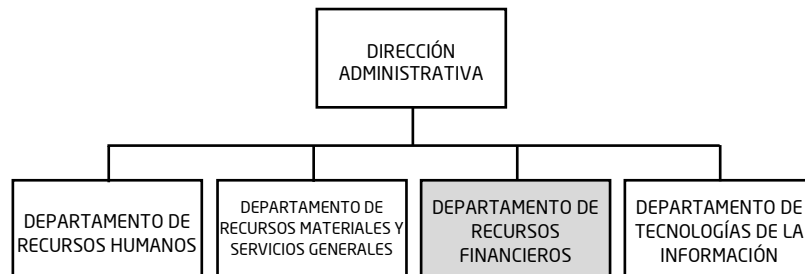 DIRECCIÓN
ADMINISTRATIVA
DEPARTAMENTO DE
RECURSOS HUMANOS
DEPARTAMENTO DE
RECURSOS MATERIALES Y
SERVICIOS GENERALES
DEPARTAMENTO DE
RECURSOS
FINANCIEROS
DEPARTAMENTO DE
TECNOLOGÍAS DE LA
INFORMACIÓN